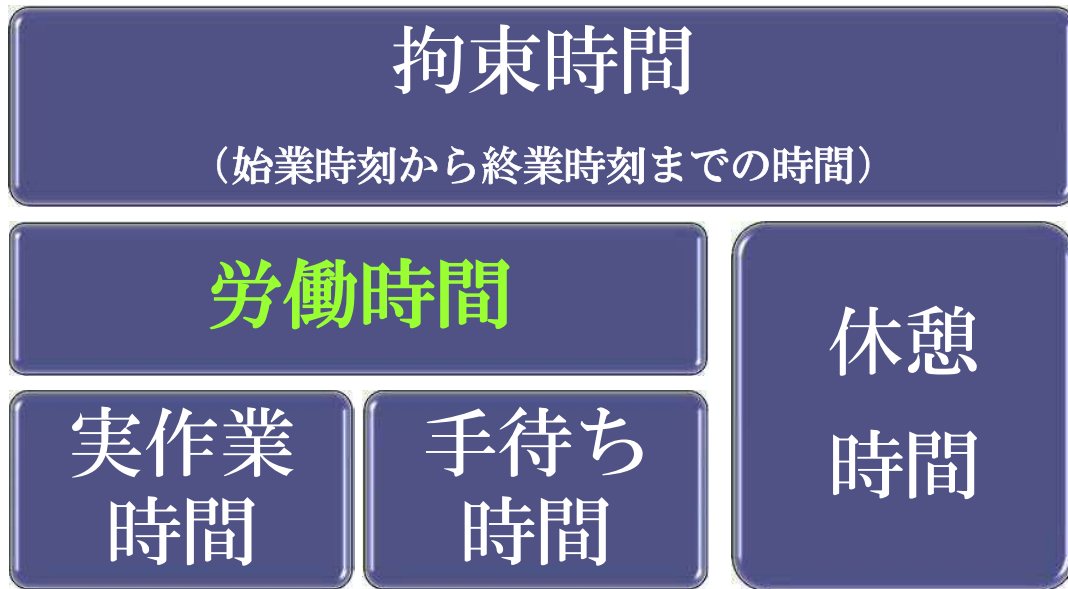 拘束時間
（始業時刻から終業時刻までの時間）
労働時間
休憩
時間
実作業
時間
手待ち
時間